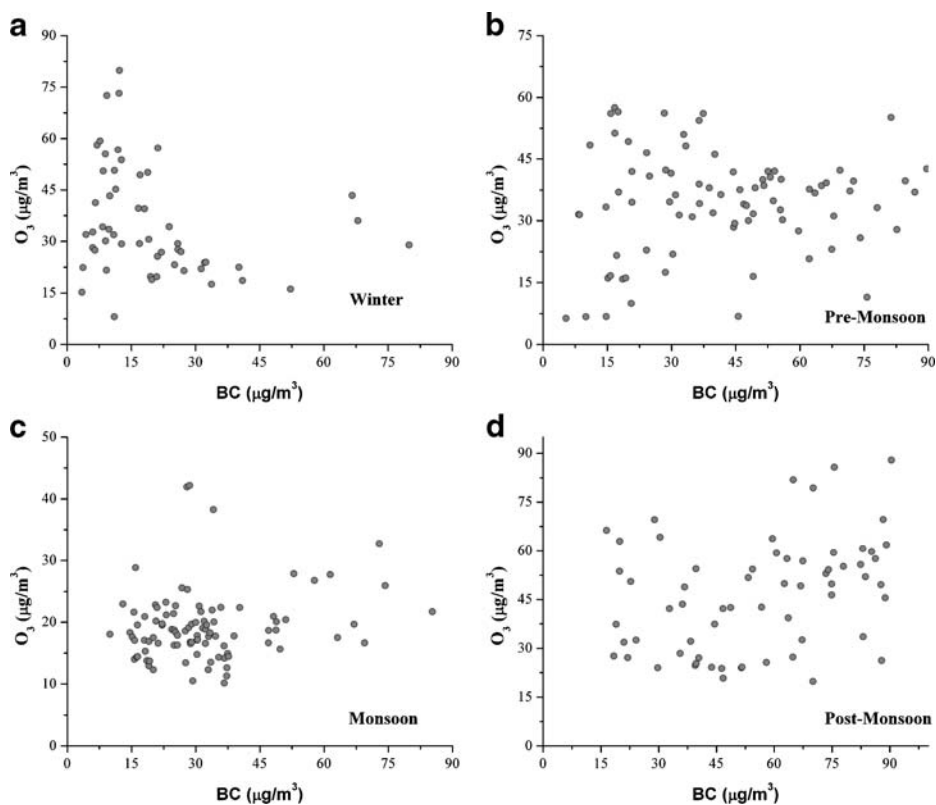 a
90
75
60
45
30
15
0
O3 (μg/m3)
Winter
0 15 30 45 60 75 90
BC (μg/m3)
b
75
60
45
30
15
0
O3 (μg/m3)
Pre-Monsoon
0 15 30 45 60 75 90
BC (μg/m3)
c
50
40
30
20
10
0
O3 (μg/m3)
Monsoon
0 15 30 45 60 75 90
BC (μg/m3)
d
90
75
60
45
30
15
0
O3 (μg/m3)
Post-Monsoon
0 15 30 45 60 75 90
BC (μg/m3)